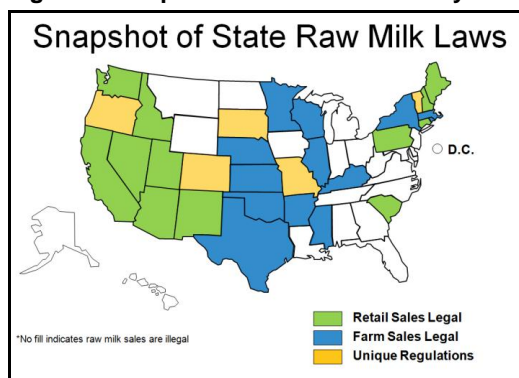 Snapshot of State Raw Milk Laws
D.C.
Retail Sales Legal
Farm Sales Legal
Unique Regulations
*No fill indicates raw milk sales are illegal